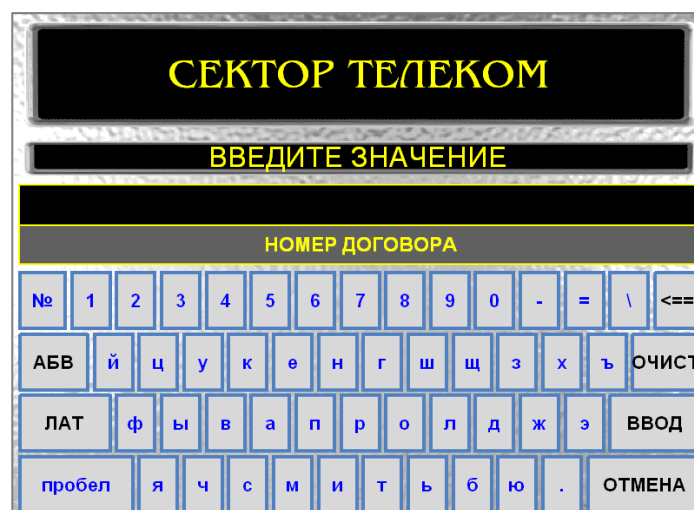 СЕКТОР ТЕЛЕКОМ
ВВЕДИТЕ ЗНАЧЕНИЕ
НОМЕР ДОГОВОРА
№ 1 2 3 4 5 6 7 8 9 0 - = \ <==
АБВ й ц у к е н г ш щ з х ъ ОЧИСТ
ЛАТ ф ы в а п р о л д ж э ВВОД
пробел я ч с м и т ь б ю . ОТМЕНА